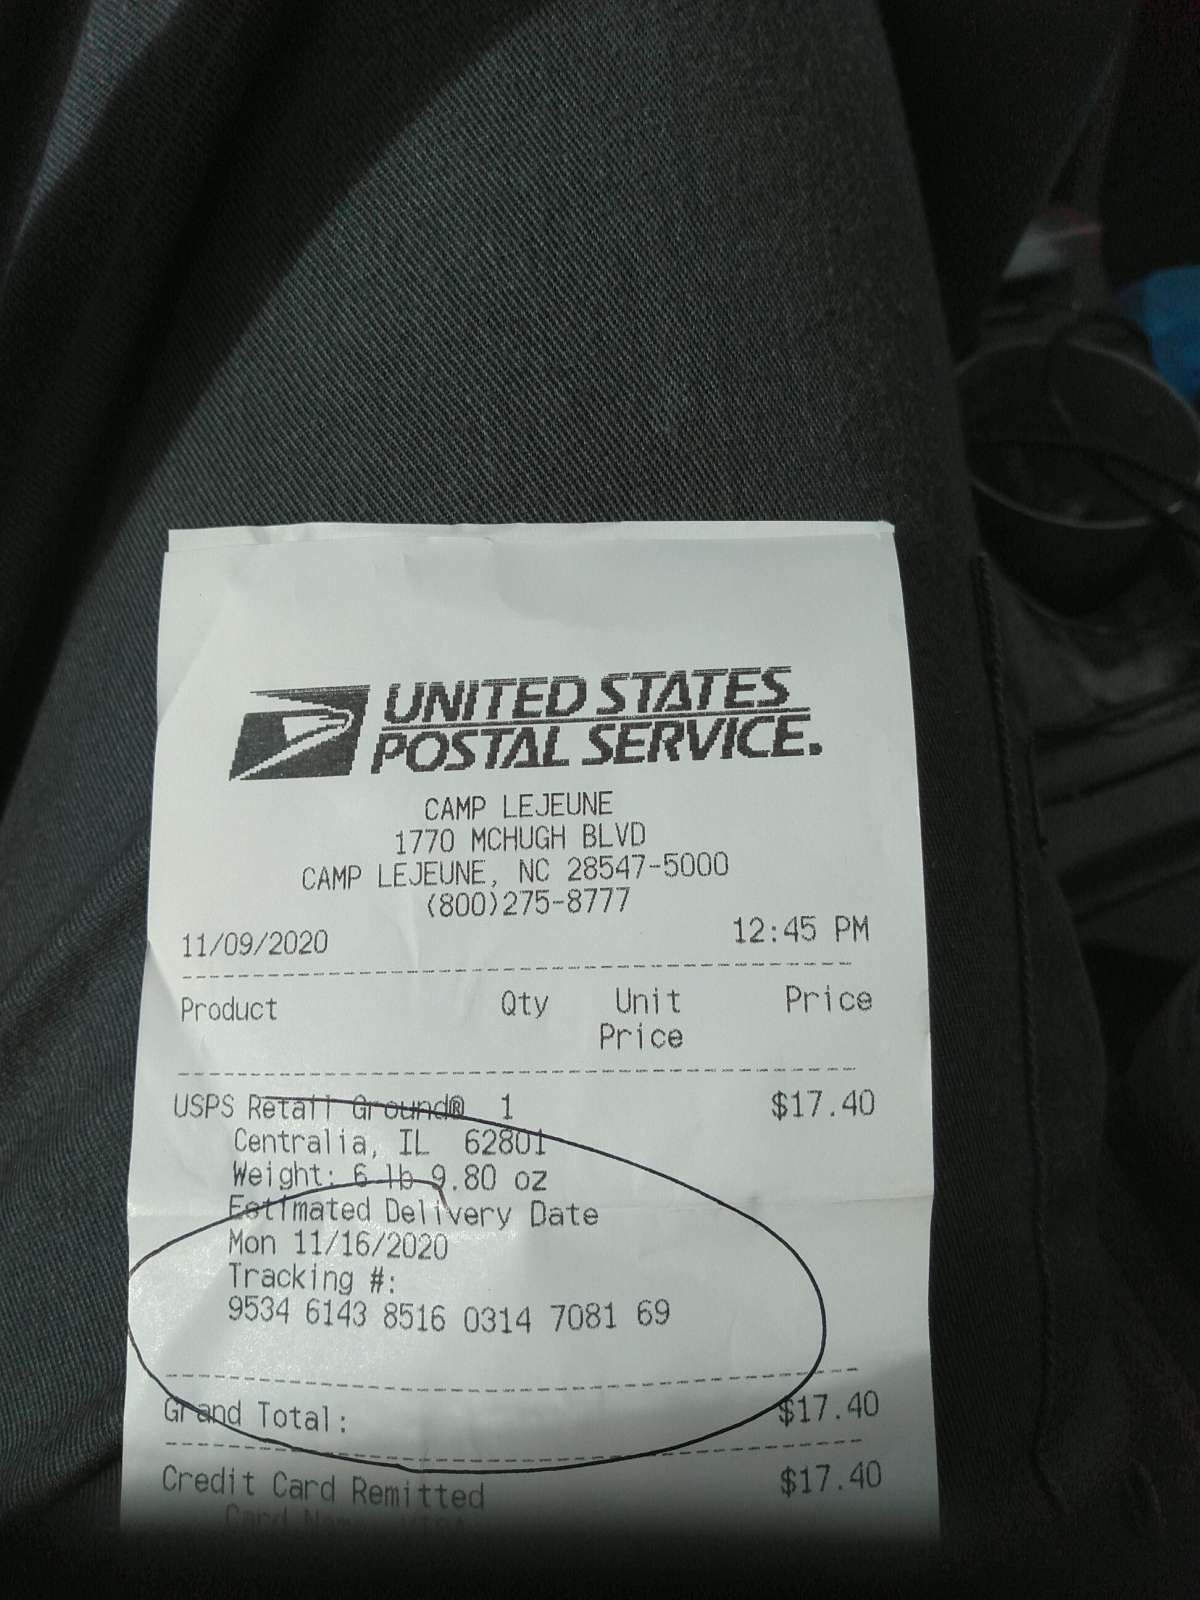 UNITED STATES
POSTAL SERVICE.
CAMP LEJEUNE
1770 MCHUGH BLVD
CAMP LEJEUNE, NC 28547-5000
(800)275-8777
11/09/2020 12:45 PM
Product Qty Unit Price
Price
USPS Retail Ground® 1 $17.40
Centralia, IL 62801
Weight: 6 lb 9.80 oz
Estimated Delivery Date
Mon 11/16/2020
Tracking #:
9534 6143 8516 0314 7081 69
Grand Total: $17.40
Credit Card Remitted $17.40
Card Name: VISA